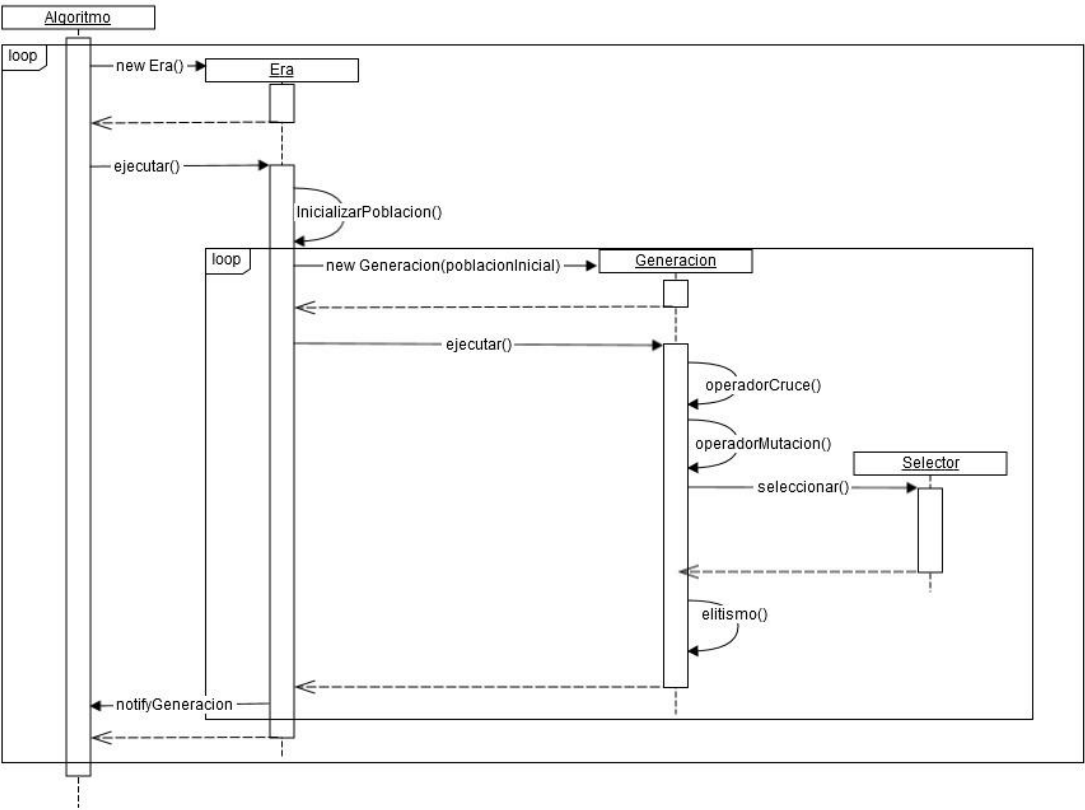 Algoritmo
loop
new Era()
Era
ejecutar()
InicializarPoblacion()
loop
new Generacion(poblacionInicial)
Generacion
ejecutar()
operadorCruce()
operadorMutacion()
Selector
seleccionar()
elitismo()
notifyGeneracion